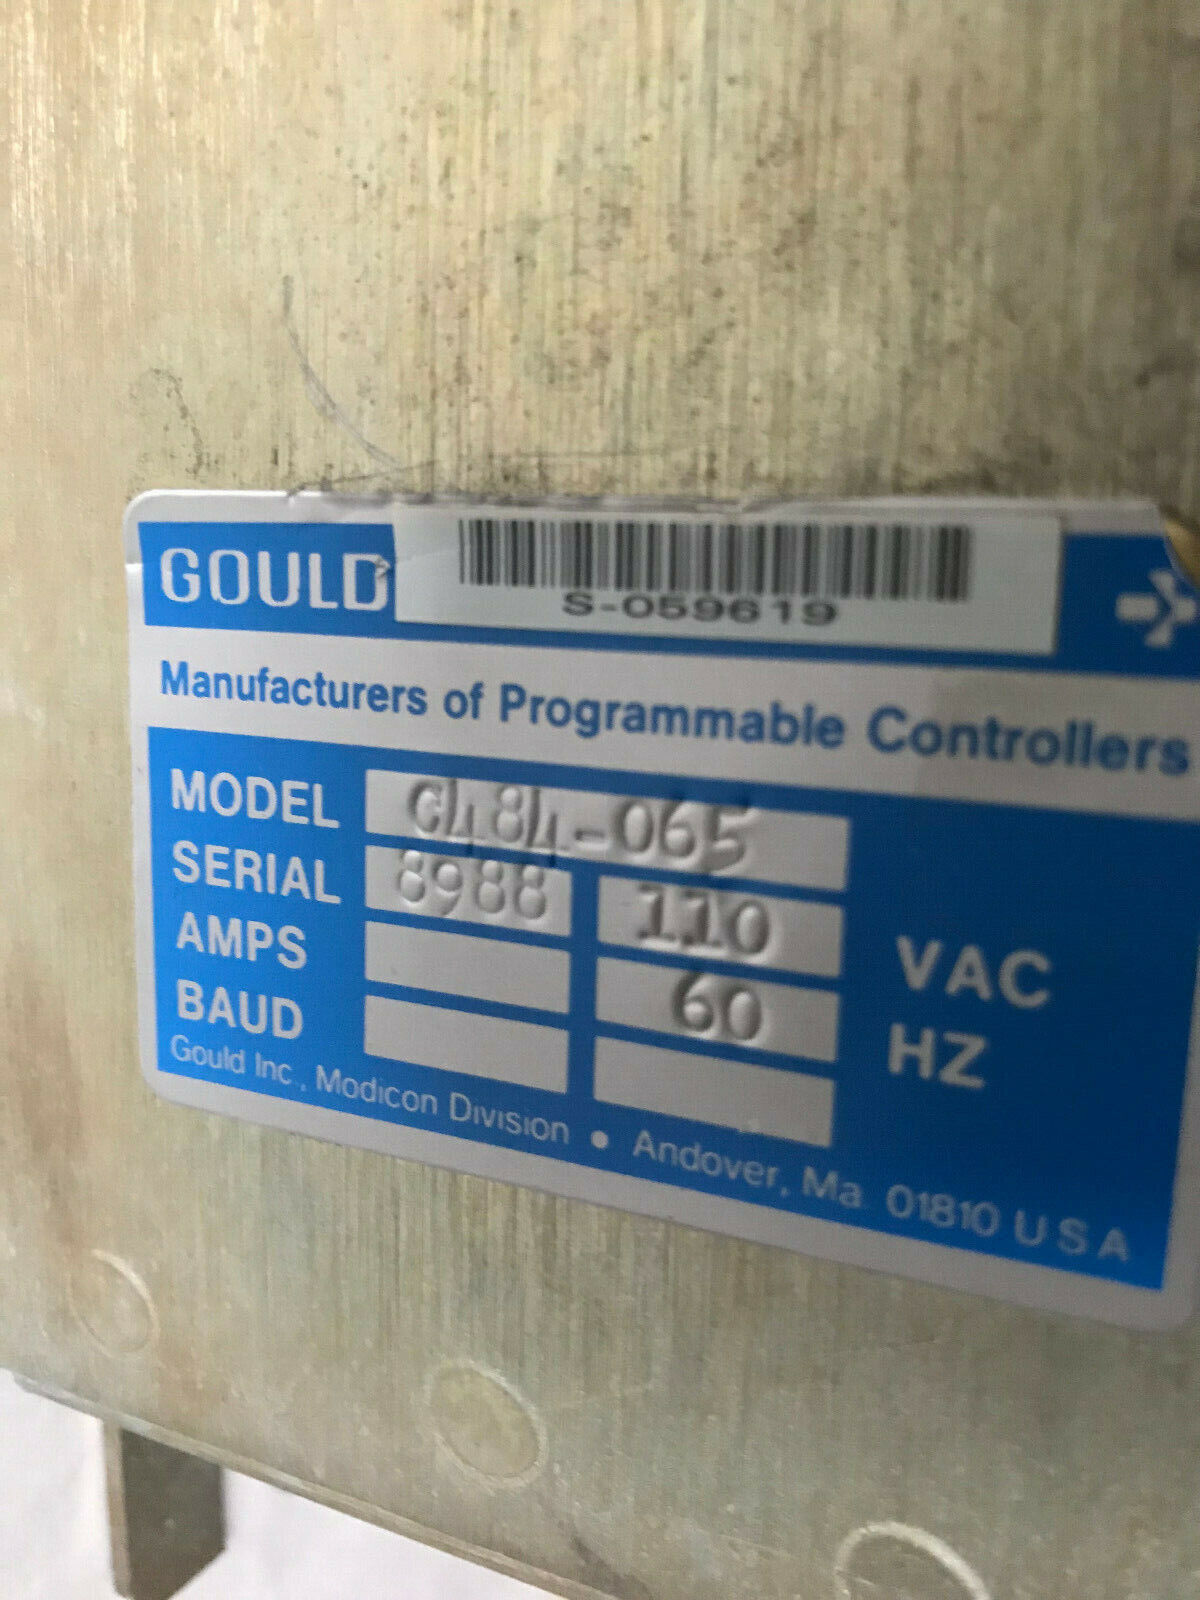 GOULD
S-059619
Manufacturers of Programmable Controllers
MODEL C484-065
SERIAL 8988 110 VAC
AMPS 60 HZ
BAUD
Gould Inc., Modicon Division • Andover, Ma. 01810 U S A